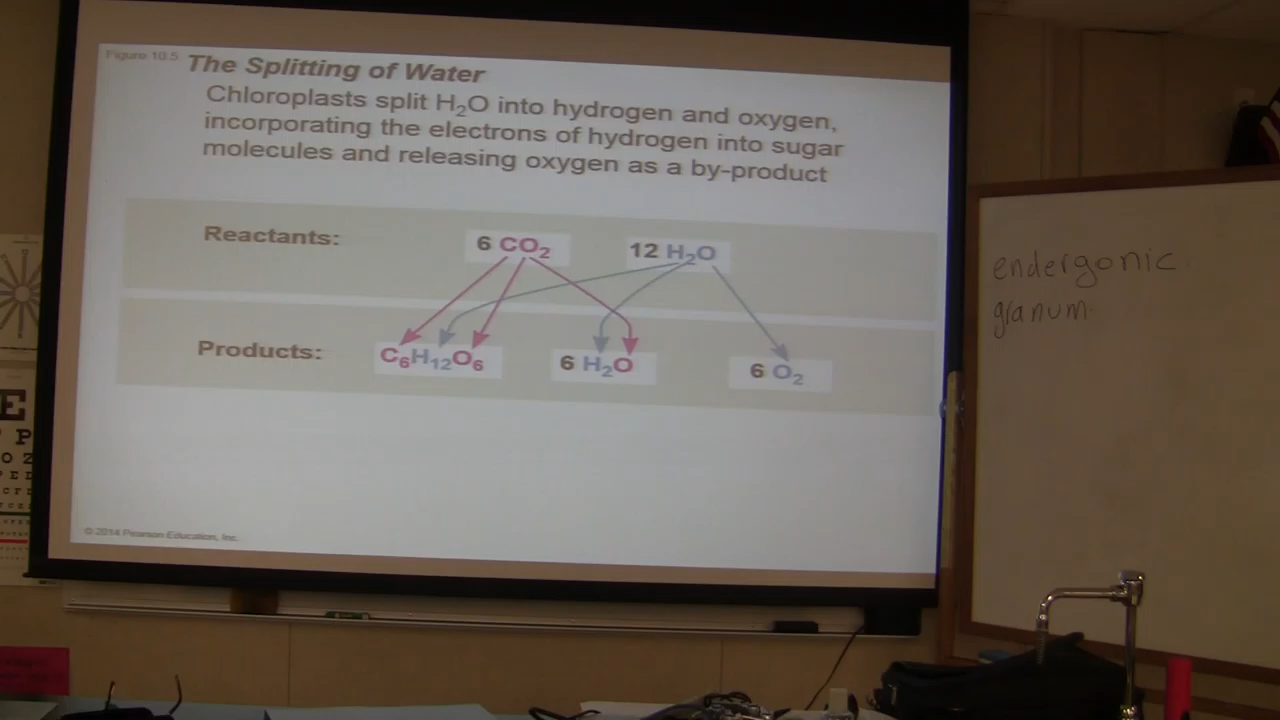 Figure 10.5
The Splitting of Water
Chloroplasts split H₂O into hydrogen and oxygen,
incorporating the electrons of hydrogen into sugar
molecules and releasing oxygen as a by-product
Reactants:
6 CO₂
12 H₂O
Products:
C₆H₁₂O₆
6 H₂O
6 O₂
© 2014 Pearson Education, Inc.
endergonic
granum
E
P
O Z